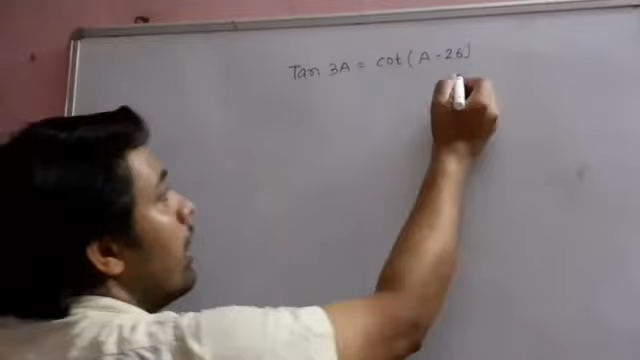 Tan 3A = cot(A-26)